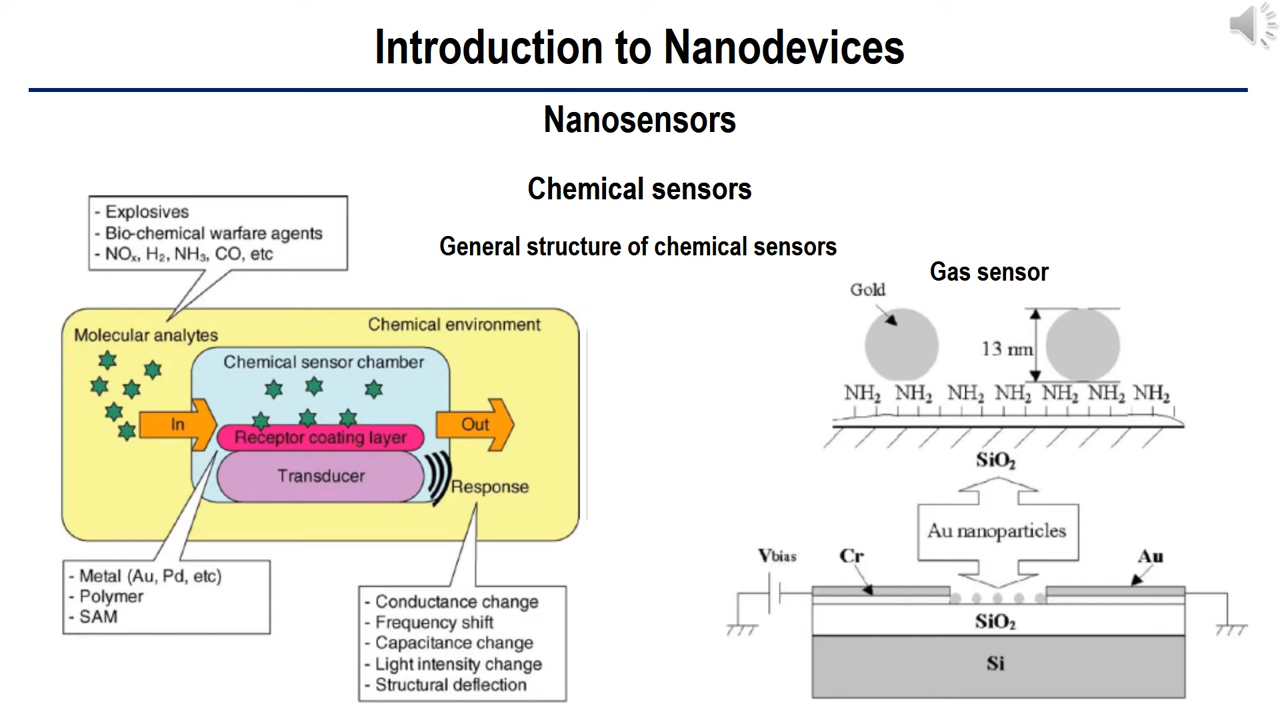 Introduction to Nanodevices
Nanosensors
Chemical sensors
General structure of chemical sensors
- Explosives
- Bio-chemical warfare agents
- NOₓ, H₂, NH₃, CO, etc
Molecular analytes
Chemical environment
Chemical sensor chamber
In
Receptor coating layer
Out
Transducer
Response
- Metal (Au, Pd, etc)
- Polymer
- SAM
- Conductance change
- Frequency shift
- Capacitance change
- Light intensity change
- Structural deflection
Gas sensor
Gold
13 nm
NH₂ NH₂ NH₂ NH₂ NH₂ NH₂ NH₂
SiO₂
Au nanoparticles
Vbias
Cr
Au
SiO₂
Si